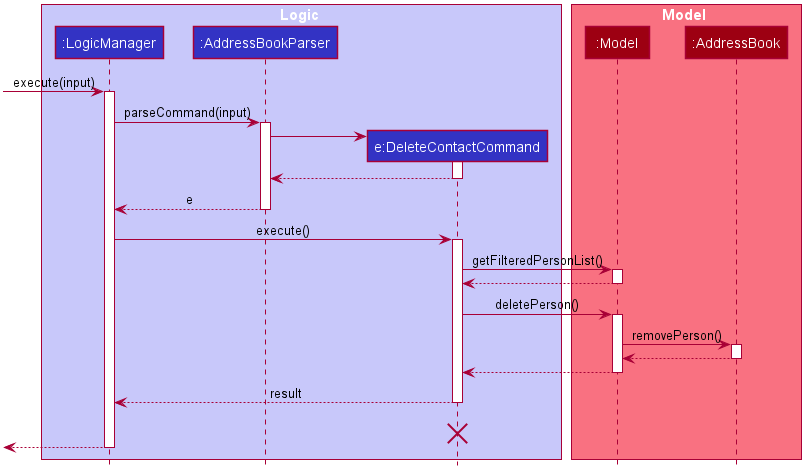 Logic
Model
:LogicManager
:AddressBookParser
:Model
:AddressBook
execute(input)
parseCommand(input)
e:DeleteContactCommand
e
execute()
getFilteredPersonList()
deletePerson()
removePerson()
result